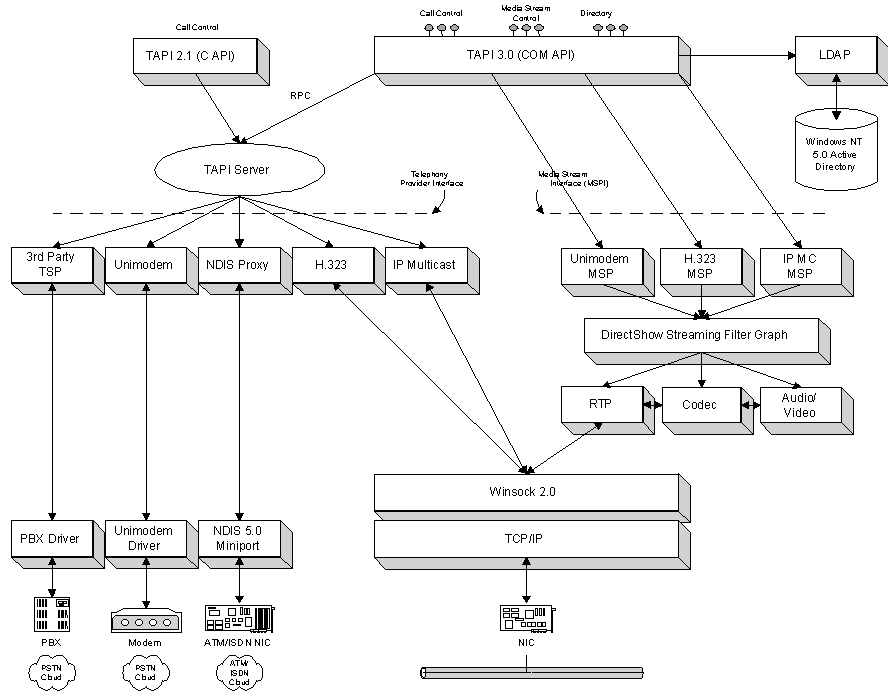 Call Control
Media Stream
Control
Directory
Call Control
TAPI 2.1 (C API)
TAPI 3.0 (COM API)
LDAP
RPC
Windows NT
5.0 Active
Directory
TAPI Server
Telephony
Provider Interface
Media Stream
Interface (MSPI)
3rd Party
TSP
Unimodem
NDIS Proxy
H.323
IP Multicast
Unimodem
MSP
H.323
MSP
IP MC
MSP
DirectShow Streaming Filter Graph
RTP
Codec
Audio/
Video
Winsock 2.0
PBX Driver
Unimodem
Driver
NDIS 5.0
Miniport
TCP/IP
PBX
Modem
ATM/ISDN NIC
NIC
PSTN
Cloud
PSTN
Cloud
ATM/
ISDN
Cloud